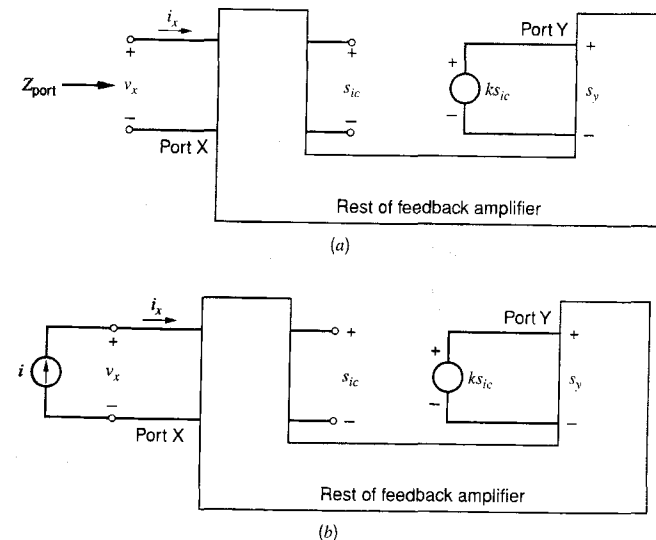 i_x
Port Y
+
+
+
+
Z_port
v_x
s_ic
ks_ic
s_y
−
−
−
−
Port X
Rest of feedback amplifier
(a)
i_x
Port Y
+
+
+
+
i
v_x
s_ic
ks_ic
s_y
−
−
−
−
Port X
Rest of feedback amplifier
(b)